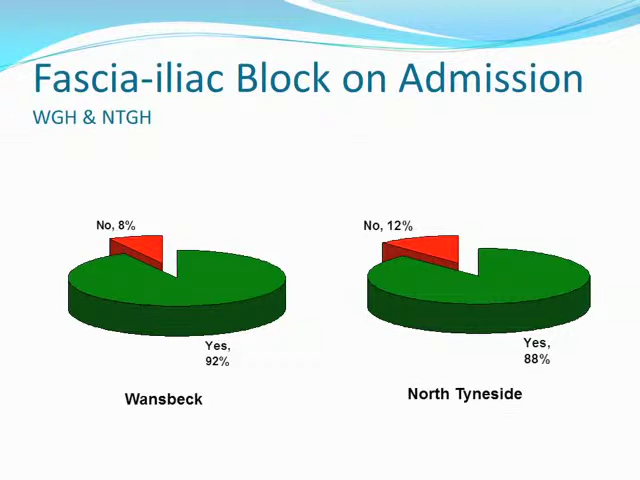 Fascia-iliac Block on Admission
WGH & NTGH
No, 8%
Yes,
92%
Wansbeck
No, 12%
Yes,
88%
North Tyneside